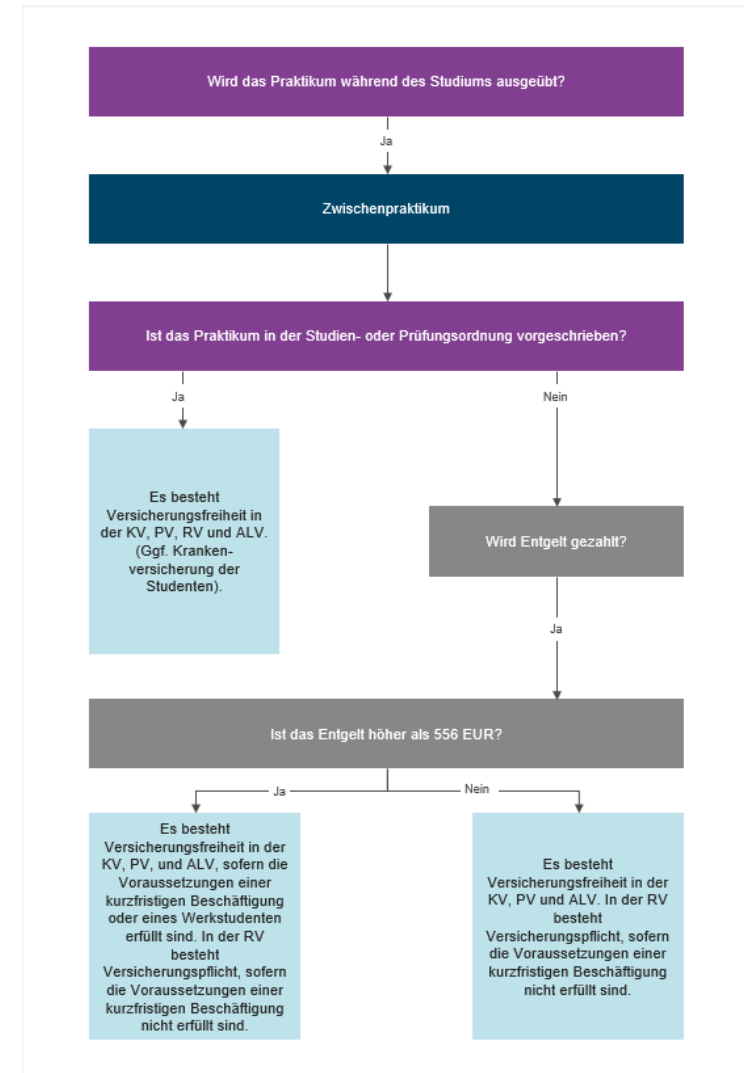 Wird das Praktikum während des Studiums ausgeübt?
Ja
Zwischenpraktikum
Ist das Praktikum in der Studien- oder Prüfungsordnung vorgeschrieben?
Ja
Nein
Es besteht
Versicherungsfreiheit in
der KV, PV, RV und ALV.
(Ggf. Kranken-
versicherung der
Studenten).
Wird Entgelt gezahlt?
Ja
Ist das Entgelt höher als 556 EUR?
Ja
Nein
Es besteht
Versicherungsfreiheit in der
KV, PV, und ALV, sofern die
Voraussetzungen einer
kurzfristigen Beschäftigung
oder eines Werkstudenten
erfüllt sind. In der RV
besteht
Versicherungspflicht, sofern
die Voraussetzungen einer
kurzfristigen Beschäftigung
nicht erfüllt sind.
Es besteht
Versicherungsfreiheit in der
KV, PV und ALV. In der RV
besteht
Versicherungspflicht, sofern
die Voraussetzungen einer
kurzfristigen Beschäftigung
nicht erfüllt sind.